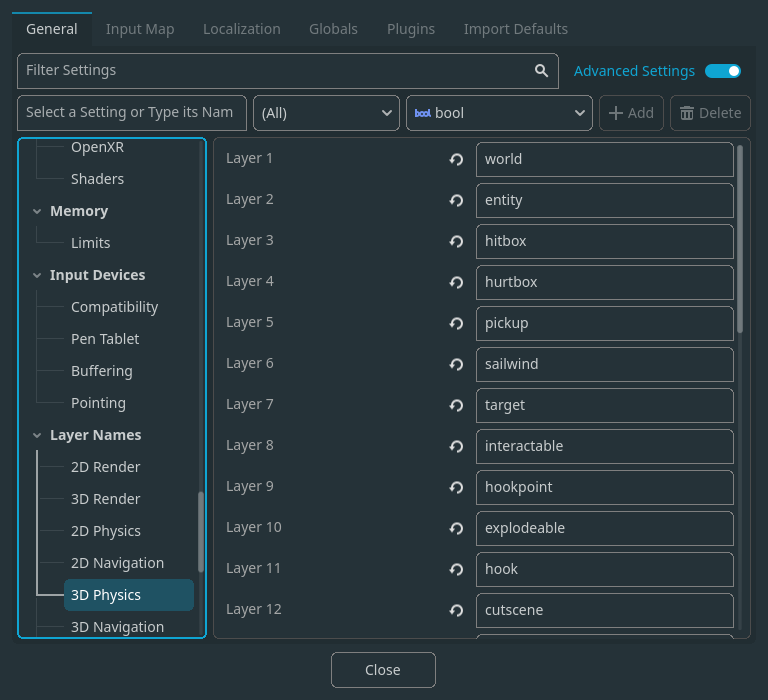 General Input Map Localization Globals Plugins Import Defaults
Filter Settings Advanced Settings
Select a Setting or Type its Nam (All) bool bool Add Delete
OpenXR
Shaders
Memory
Limits
Input Devices
Compatibility
Pen Tablet
Buffering
Pointing
Layer Names
2D Render
3D Render
2D Physics
2D Navigation
3D Physics
3D Navigation
Layer 1 world
Layer 2 entity
Layer 3 hitbox
Layer 4 hurtbox
Layer 5 pickup
Layer 6 sailwind
Layer 7 target
Layer 8 interactable
Layer 9 hookpoint
Layer 10 explodeable
Layer 11 hook
Layer 12 cutscene
Close